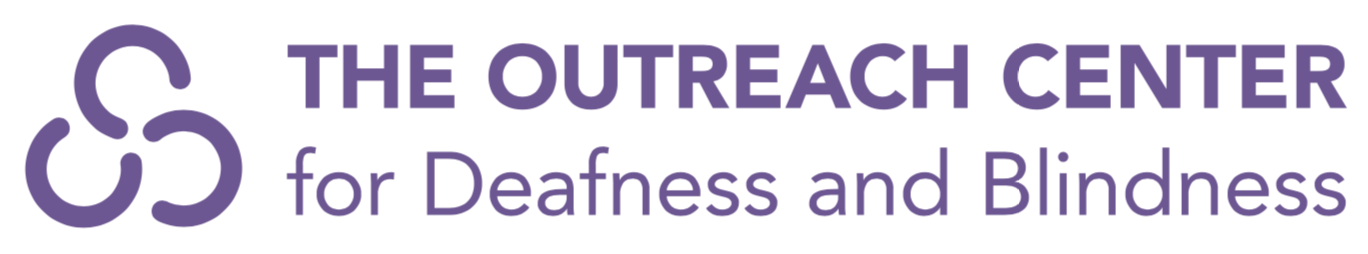 THE OUTREACH CENTER
for Deafness and Blindness